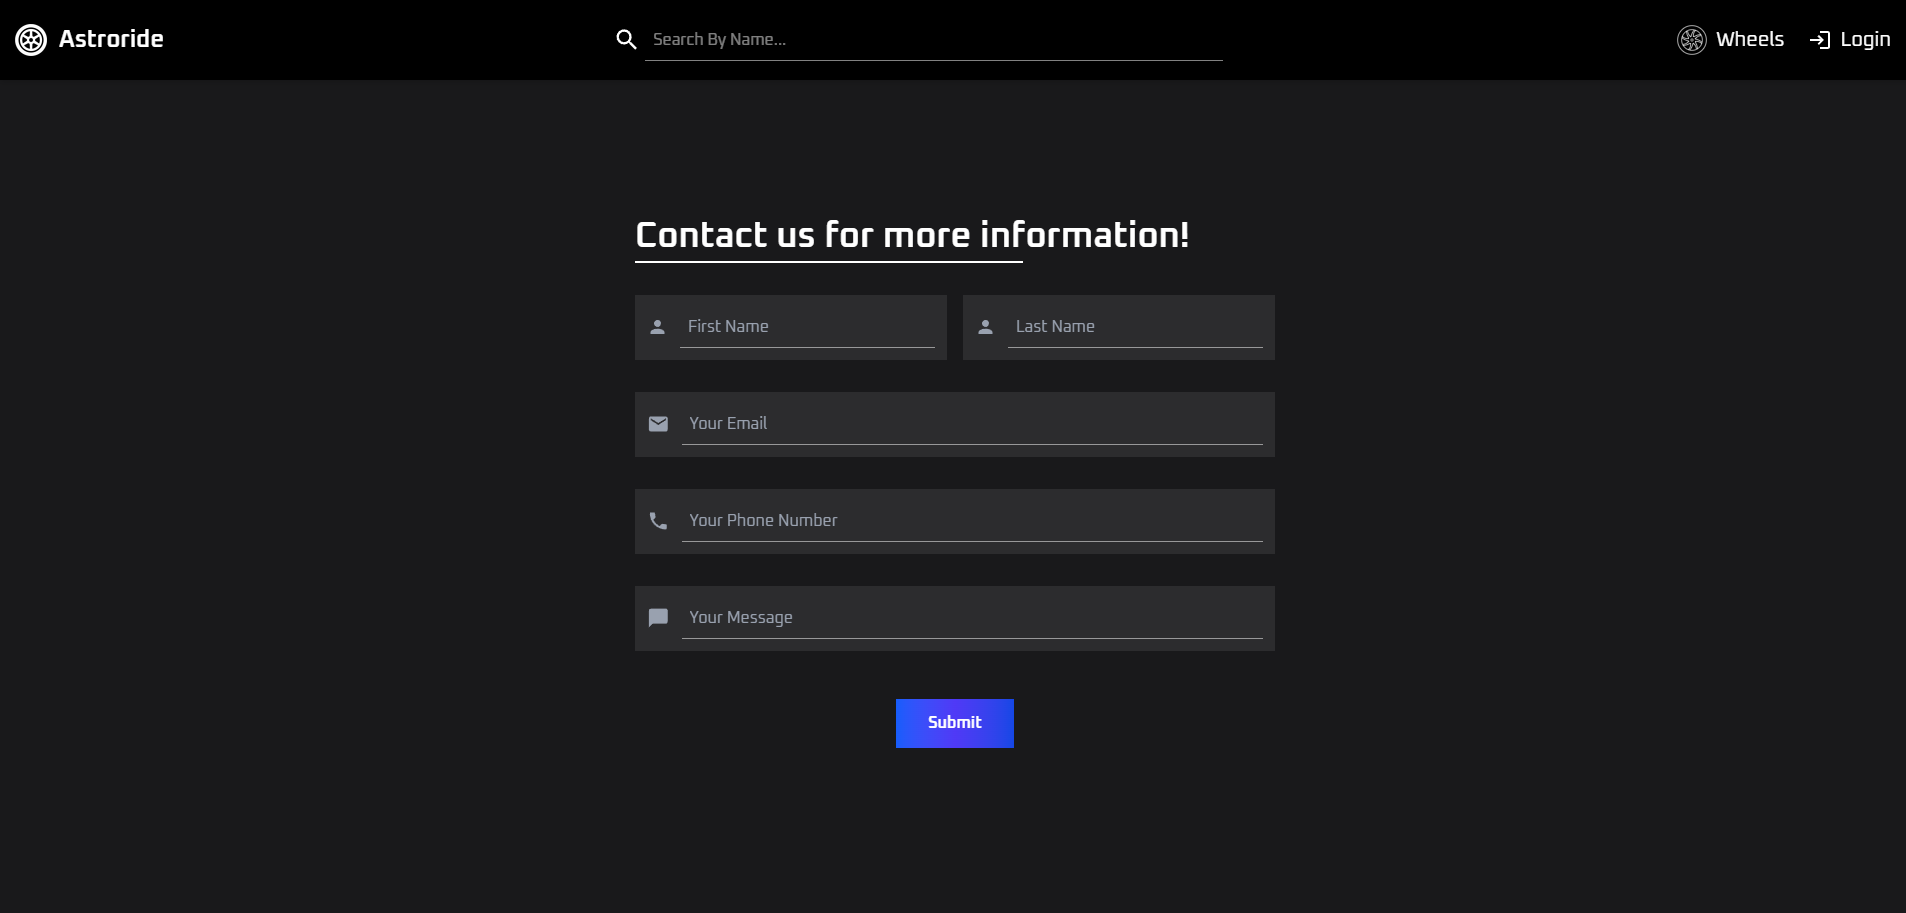 Astroride
Search By Name...
Wheels
Login
Contact us for more information!
First Name
Last Name
Your Email
Your Phone Number
Your Message
Submit